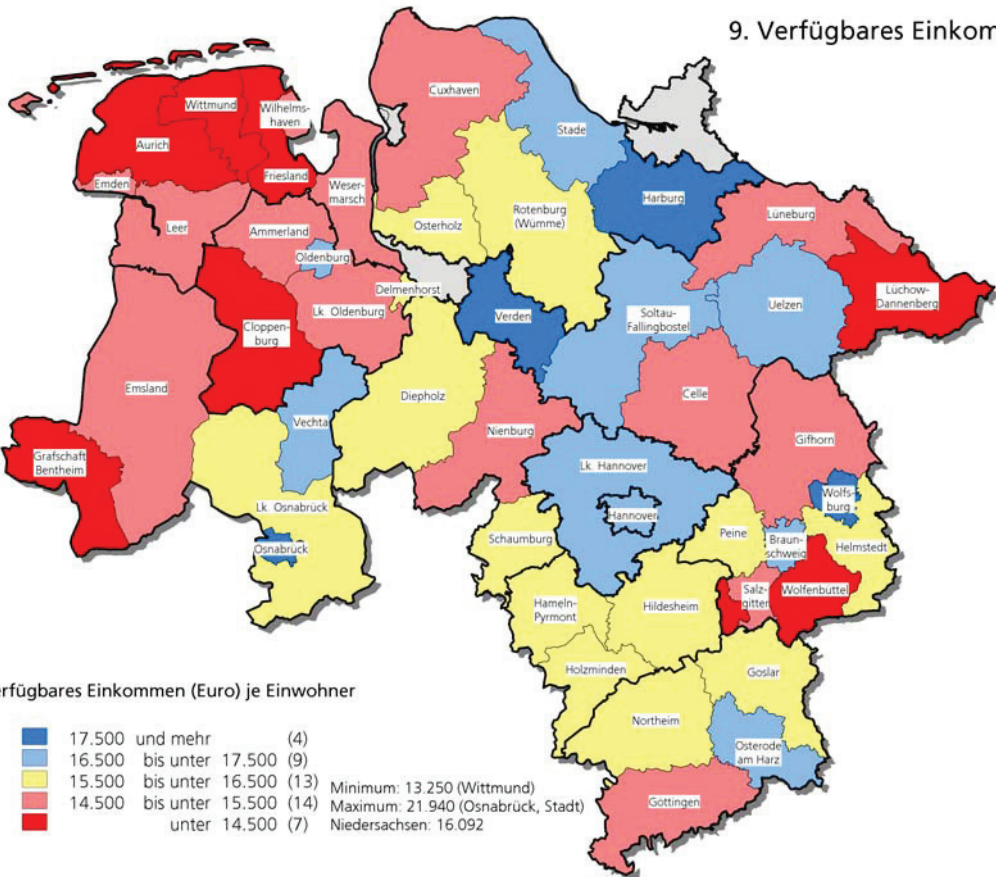 9. Verfügbares Einkom
Cuxhaven
Wittmund
Wilhelms-
haven
Stade
Aurich
Friesland
Emden
Weser-
marsch
Harburg
Leer
Ammerland
Osterholz
Rotenburg
(Wümme)
Lüneburg
Oldenburg
Delmenhorst
Lüchow-
Dannenberg
Lk. Oldenburg
Verden
Soltau-
Fallingbostel
Uelzen
Cloppen-
burg
Emsland
Diepholz
Celle
Vechta
Nienburg
Gifhorn
Grafschaft
Bentheim
Lk. Hannover
Wolfs-
burg
Lk. Osnabrück
Hannover
Osnabrück
Schaumburg
Peine
Braun-
schweig
Helmstedt
Hameln-
Pyrmont
Hildesheim
Salz-
gitter
Wolfenbuttel
Holzminden
Goslar
Northeim
Osterode
am Harz
Göttingen
erfügbares Einkommen (Euro) je Einwohner
17.500 und mehr (4)
16.500 bis unter 17.500 (9)
15.500 bis unter 16.500 (13)
14.500 bis unter 15.500 (14)
unter 14.500 (7)
Minimum: 13.250 (Wittmund)
Maximum: 21.940 (Osnabrück, Stadt)
Niedersachsen: 16.092